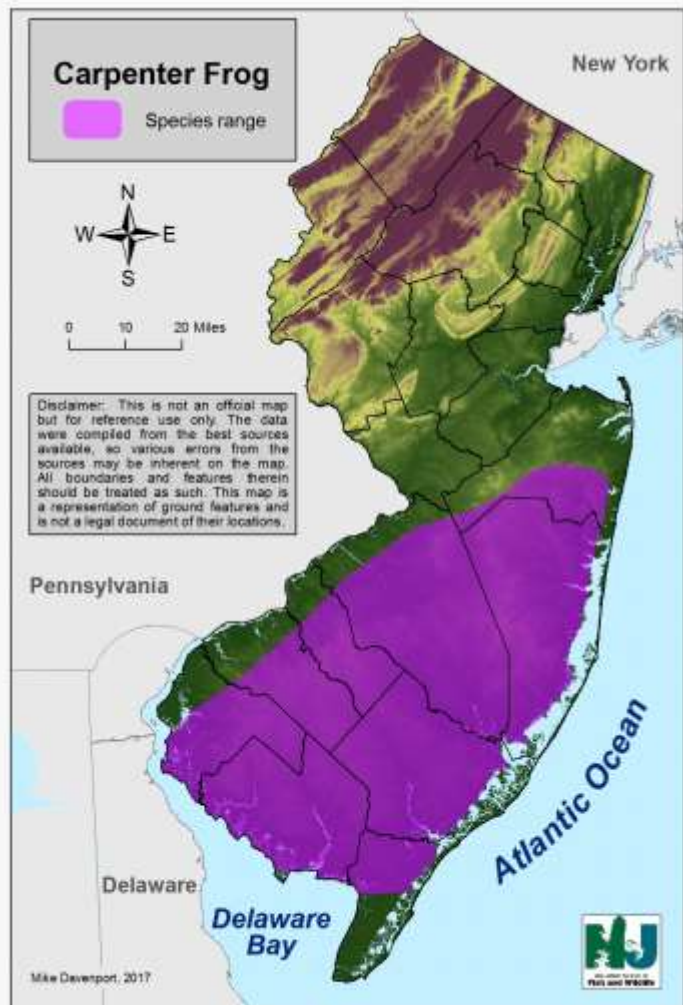 Carpenter Frog
Species range
New York
N
W E
S
0 10 20 Miles
Disclaimer: This is not an official map
but for reference use only. The data
were compiled from the best sources
available, so various errors from the
sources may be inherent on the map.
All boundaries and features therein
should be treated as such. This map is
a representation of ground features and
is not a legal document of their locations.
Pennsylvania
Atlantic Ocean
Delaware
Delaware
Bay
Mike Davenport, 2017
NJ
Fish and Wildlife